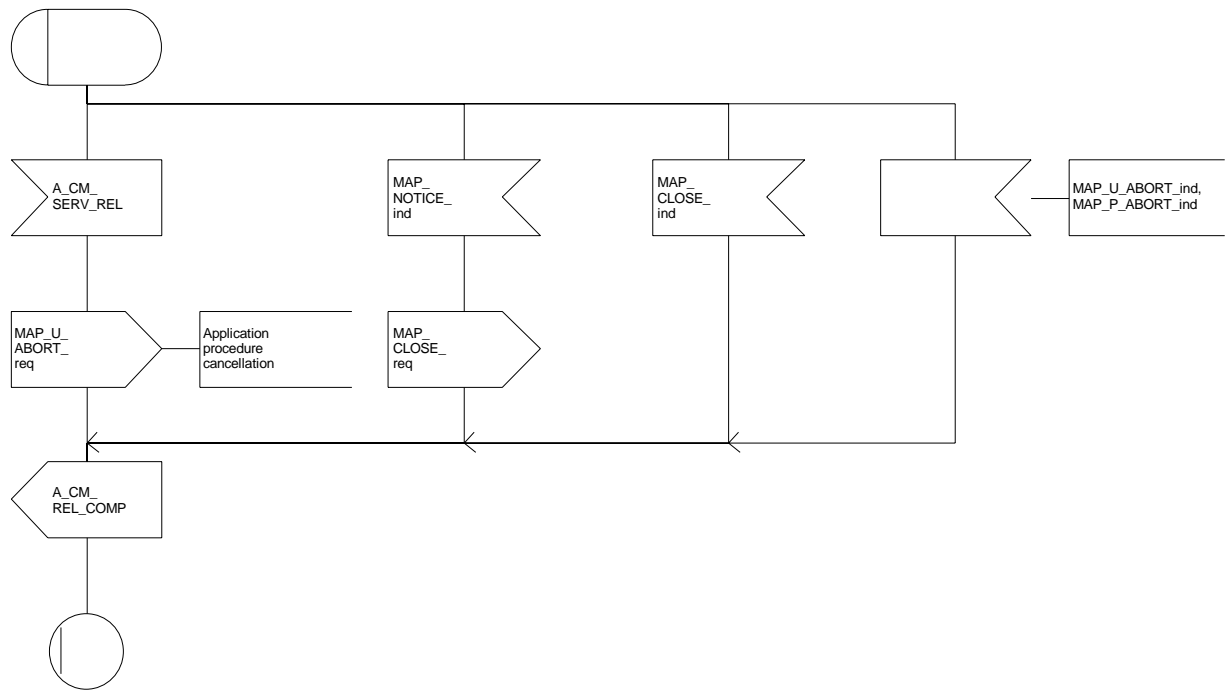 A_CM_
SERV_REL
MAP_
NOTICE_
ind
MAP_
CLOSE_
ind
MAP_U_ABORT_ind,
MAP_P_ABORT_ind
MAP_U_
ABORT_
req
Application
procedure
cancellation
MAP_
CLOSE_
req
A_CM_
REL_COMP